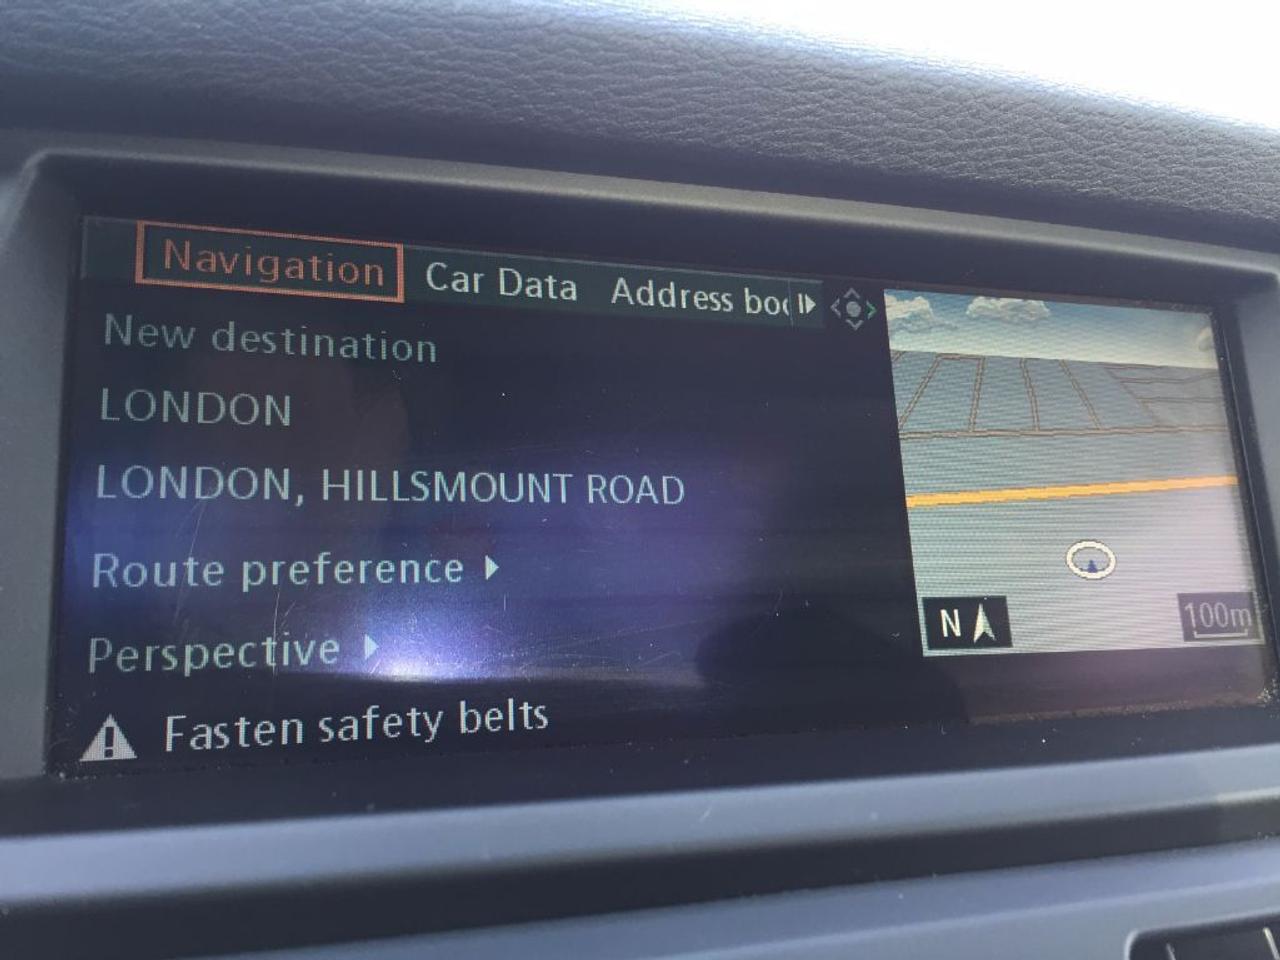 Navigation Car Data Address boo
New destination
LONDON
LONDON, HILLSMOUNT ROAD
Route preference
Perspective
Fasten safety belts
N
100m